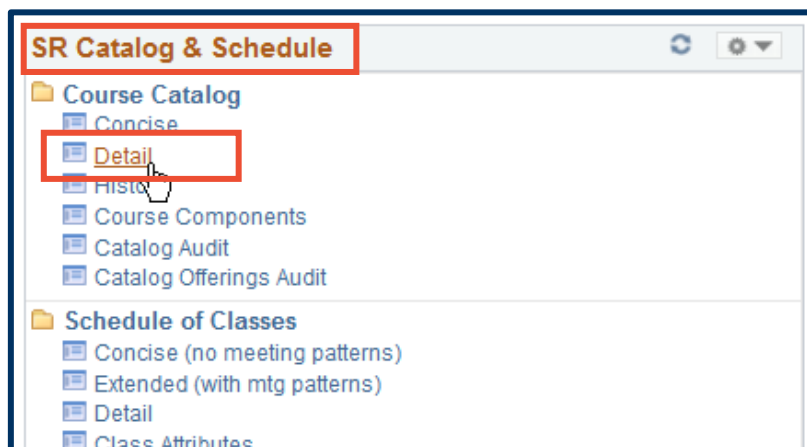 SR Catalog & Schedule
Course Catalog
Concise
Detail
History
Course Components
Catalog Audit
Catalog Offerings Audit
Schedule of Classes
Concise (no meeting patterns)
Extended (with mtg patterns)
Detail
Class Attributes